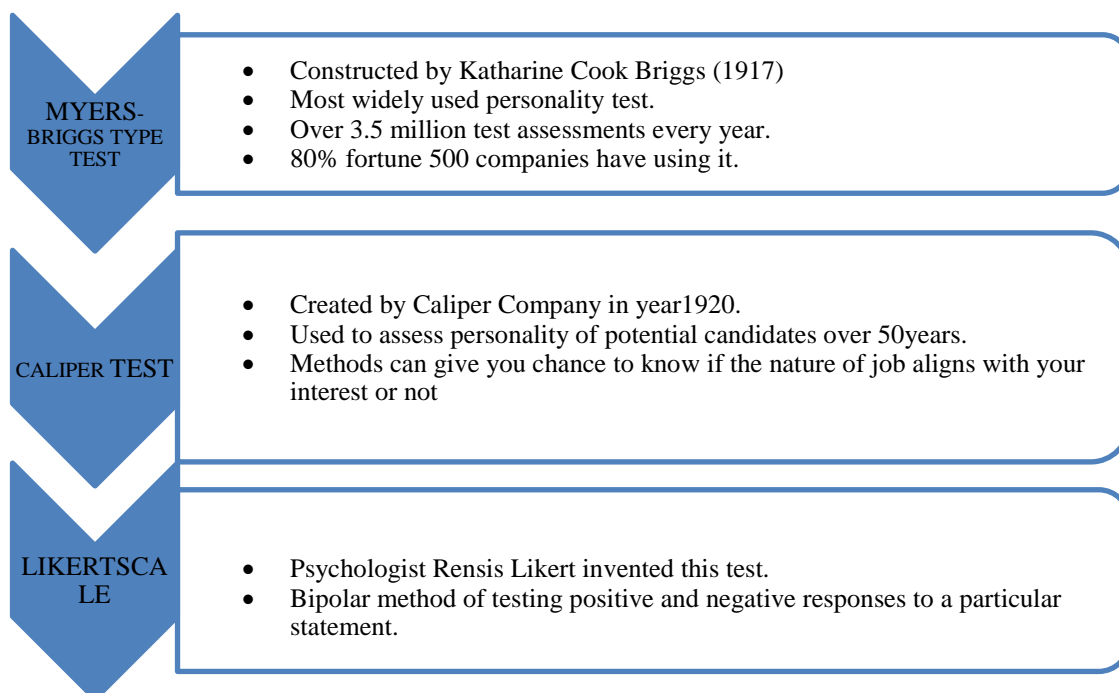 MYERS-
BRIGGS TYPE
TEST
• Constructed by Katharine Cook Briggs (1917)
• Most widely used personality test.
• Over 3.5 million test assessments every year.
• 80% fortune 500 companies have using it.
CALIPER TEST
• Created by Caliper Company in year1920.
• Used to assess personality of potential candidates over 50years.
• Methods can give you chance to know if the nature of job aligns with your
interest or not
LIKERTSCA
LE
• Psychologist Rensis Likert invented this test.
• Bipolar method of testing positive and negative responses to a particular
statement.